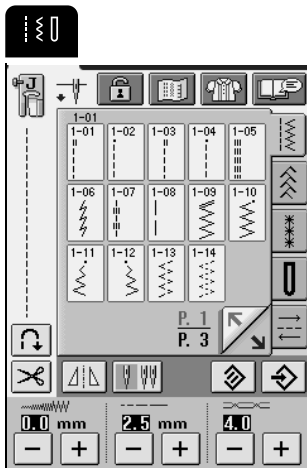 J
1-01
1-01 1-02 1-03 1-04 1-05
1-06 1-07 1-08 1-09 1-10
1-11 1-12 1-13 1-14
P. 1
P. 3
0.0 mm 2.5 mm 4.0
− + − + − +